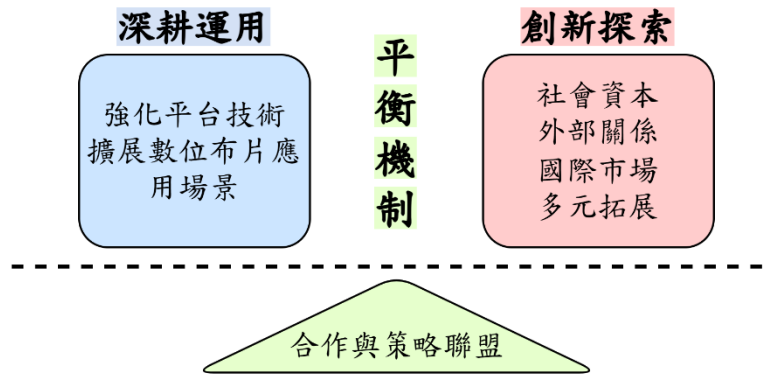 深耕運用
強化平台技術
擴展數位布片應
用場景
平
衡
機
制
創新探索
社會資本
外部關係
國際市場
多元拓展
合作與策略聯盟